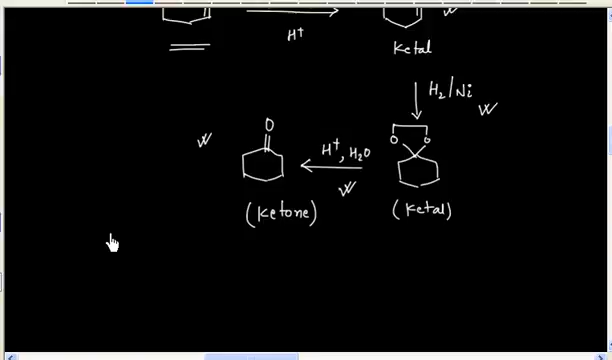 H+
Ketal
H2/Ni
O
O O
H+, H2O
(Ketone)
(Ketal)